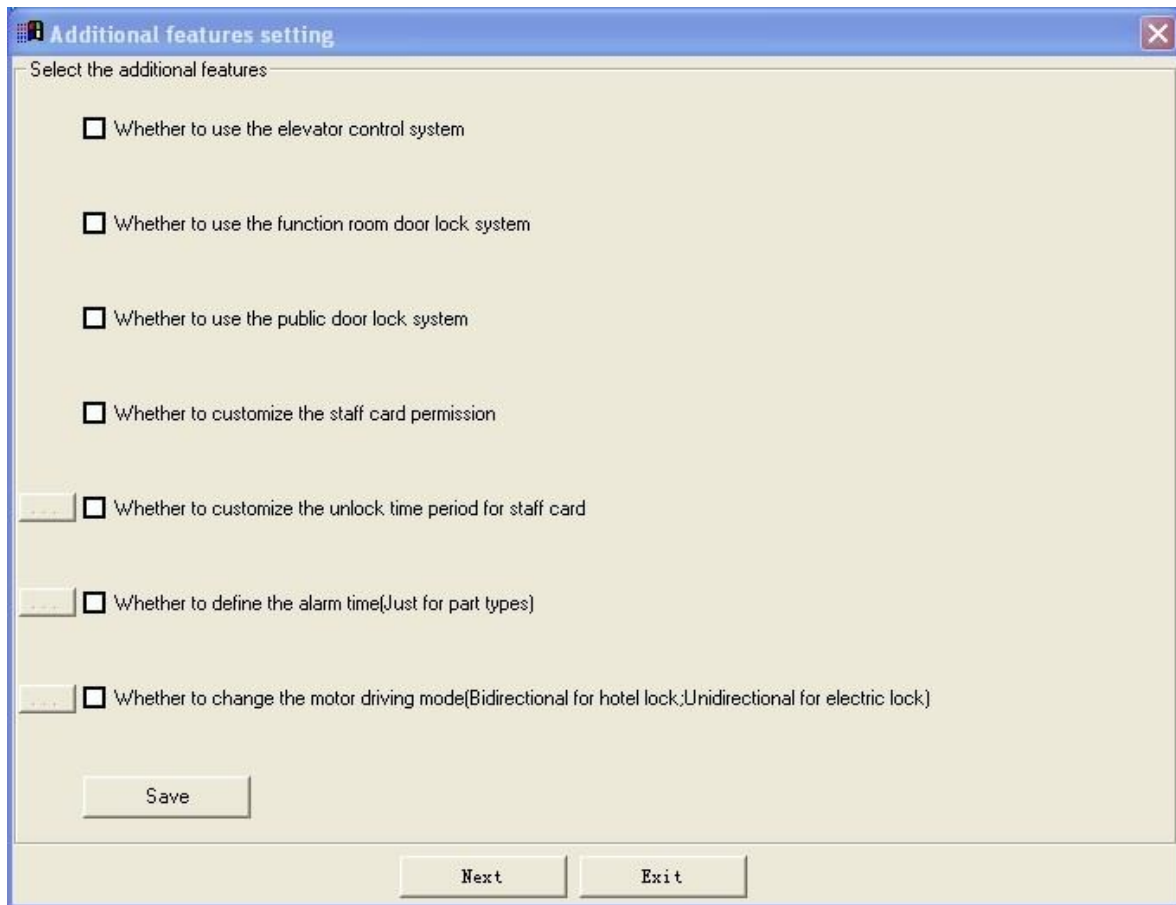 Additional features setting
Select the additional features
Whether to use the elevator control system
Whether to use the function room door lock system
Whether to use the public door lock system
Whether to customize the staff card permission
... Whether to customize the unlock time period for staff card
... Whether to define the alarm time(Just for part types)
... Whether to change the motor driving mode(Bidirectional for hotel lock;Unidirectional for electric lock)
Save
Next Exit